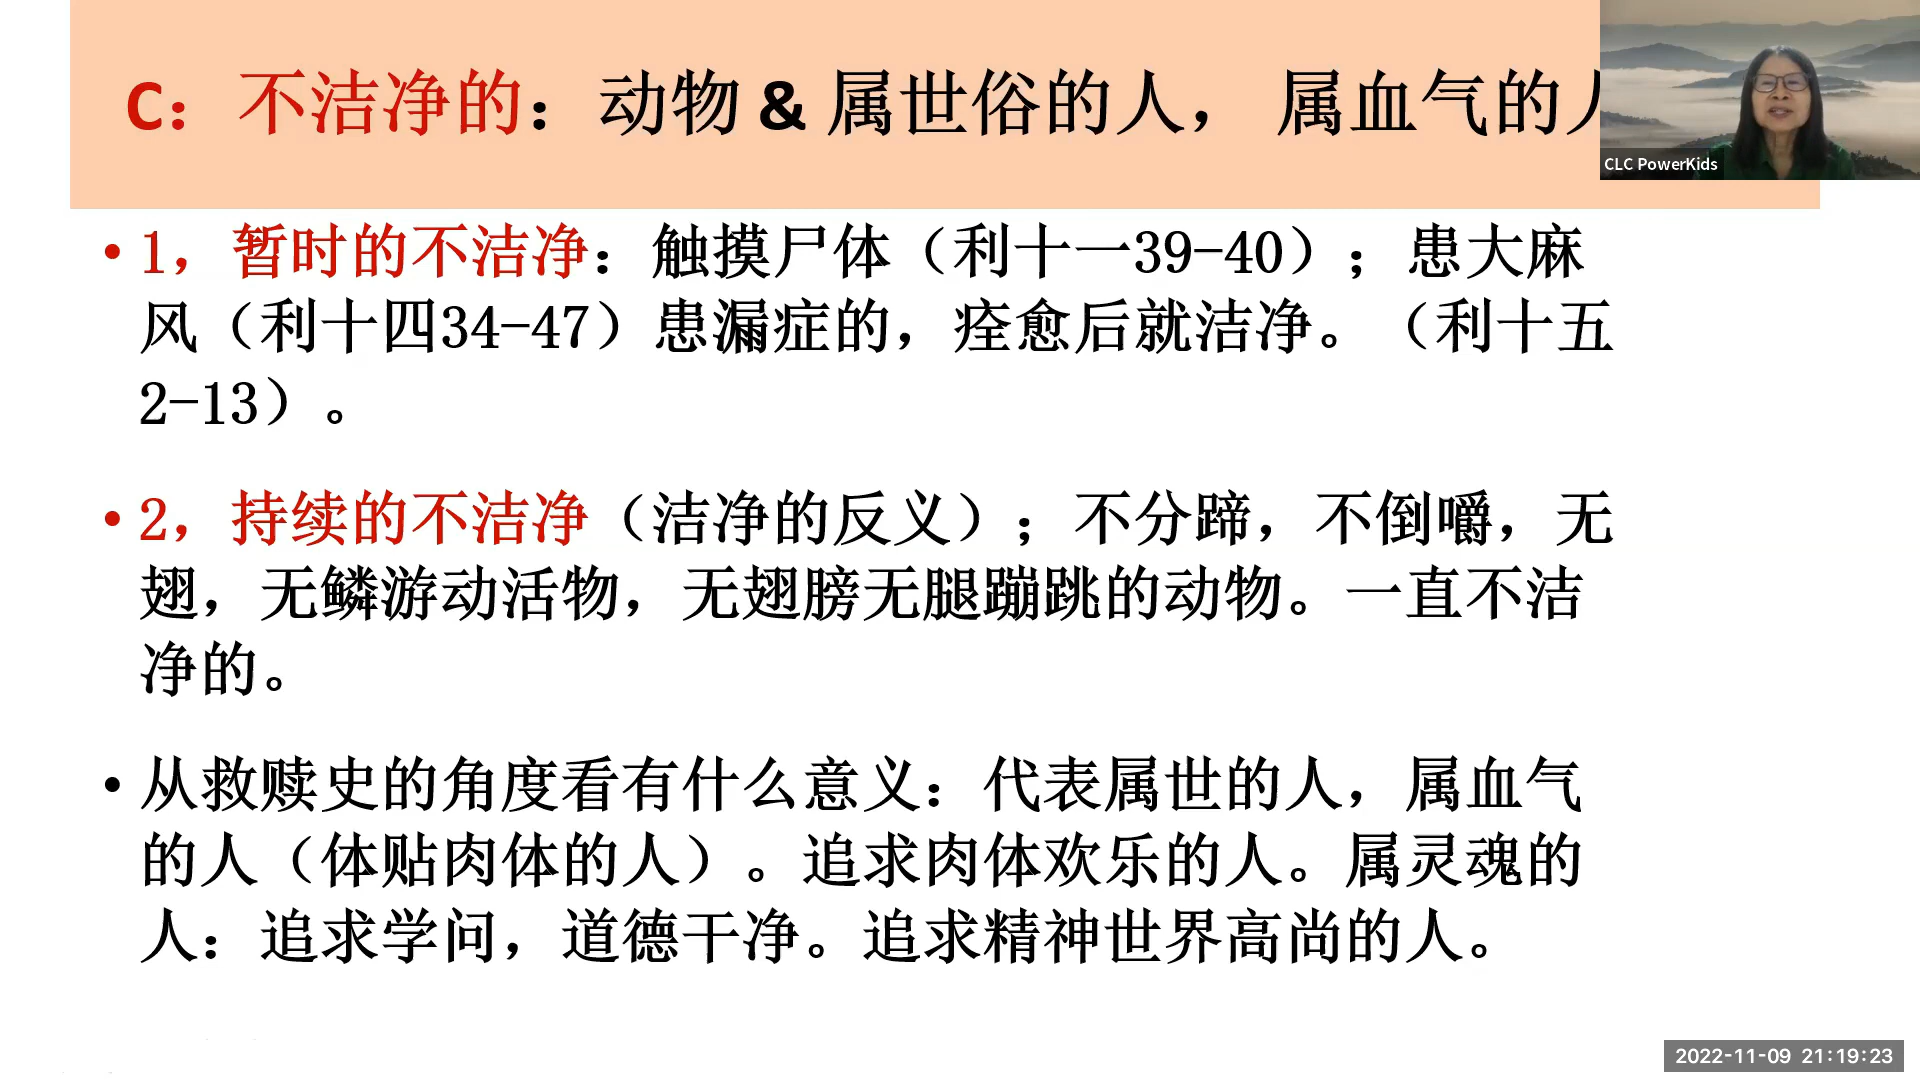 C：不洁净的：动物 & 属世俗的人， 属血气的人
CLC PowerKids
• 1，暂时的不洁净：触摸尸体（利十一39-40）；患大麻
风（利十四34-47）患漏症的，痊愈后就洁净。（利十五
2-13）。
• 2，持续的不洁净（洁净的反义）；不分蹄，不倒嚼，无
翅，无鳞游动活物，无翅膀无腿蹦跳的动物。一直不洁
净的。
• 从救赎史的角度看有什么意义：代表属世的人，属血气
的人（体贴肉体的人）。追求肉体欢乐的人。属灵魂的
人：追求学问，道德干净。追求精神世界高尚的人。
2022-11-09 21:19:23